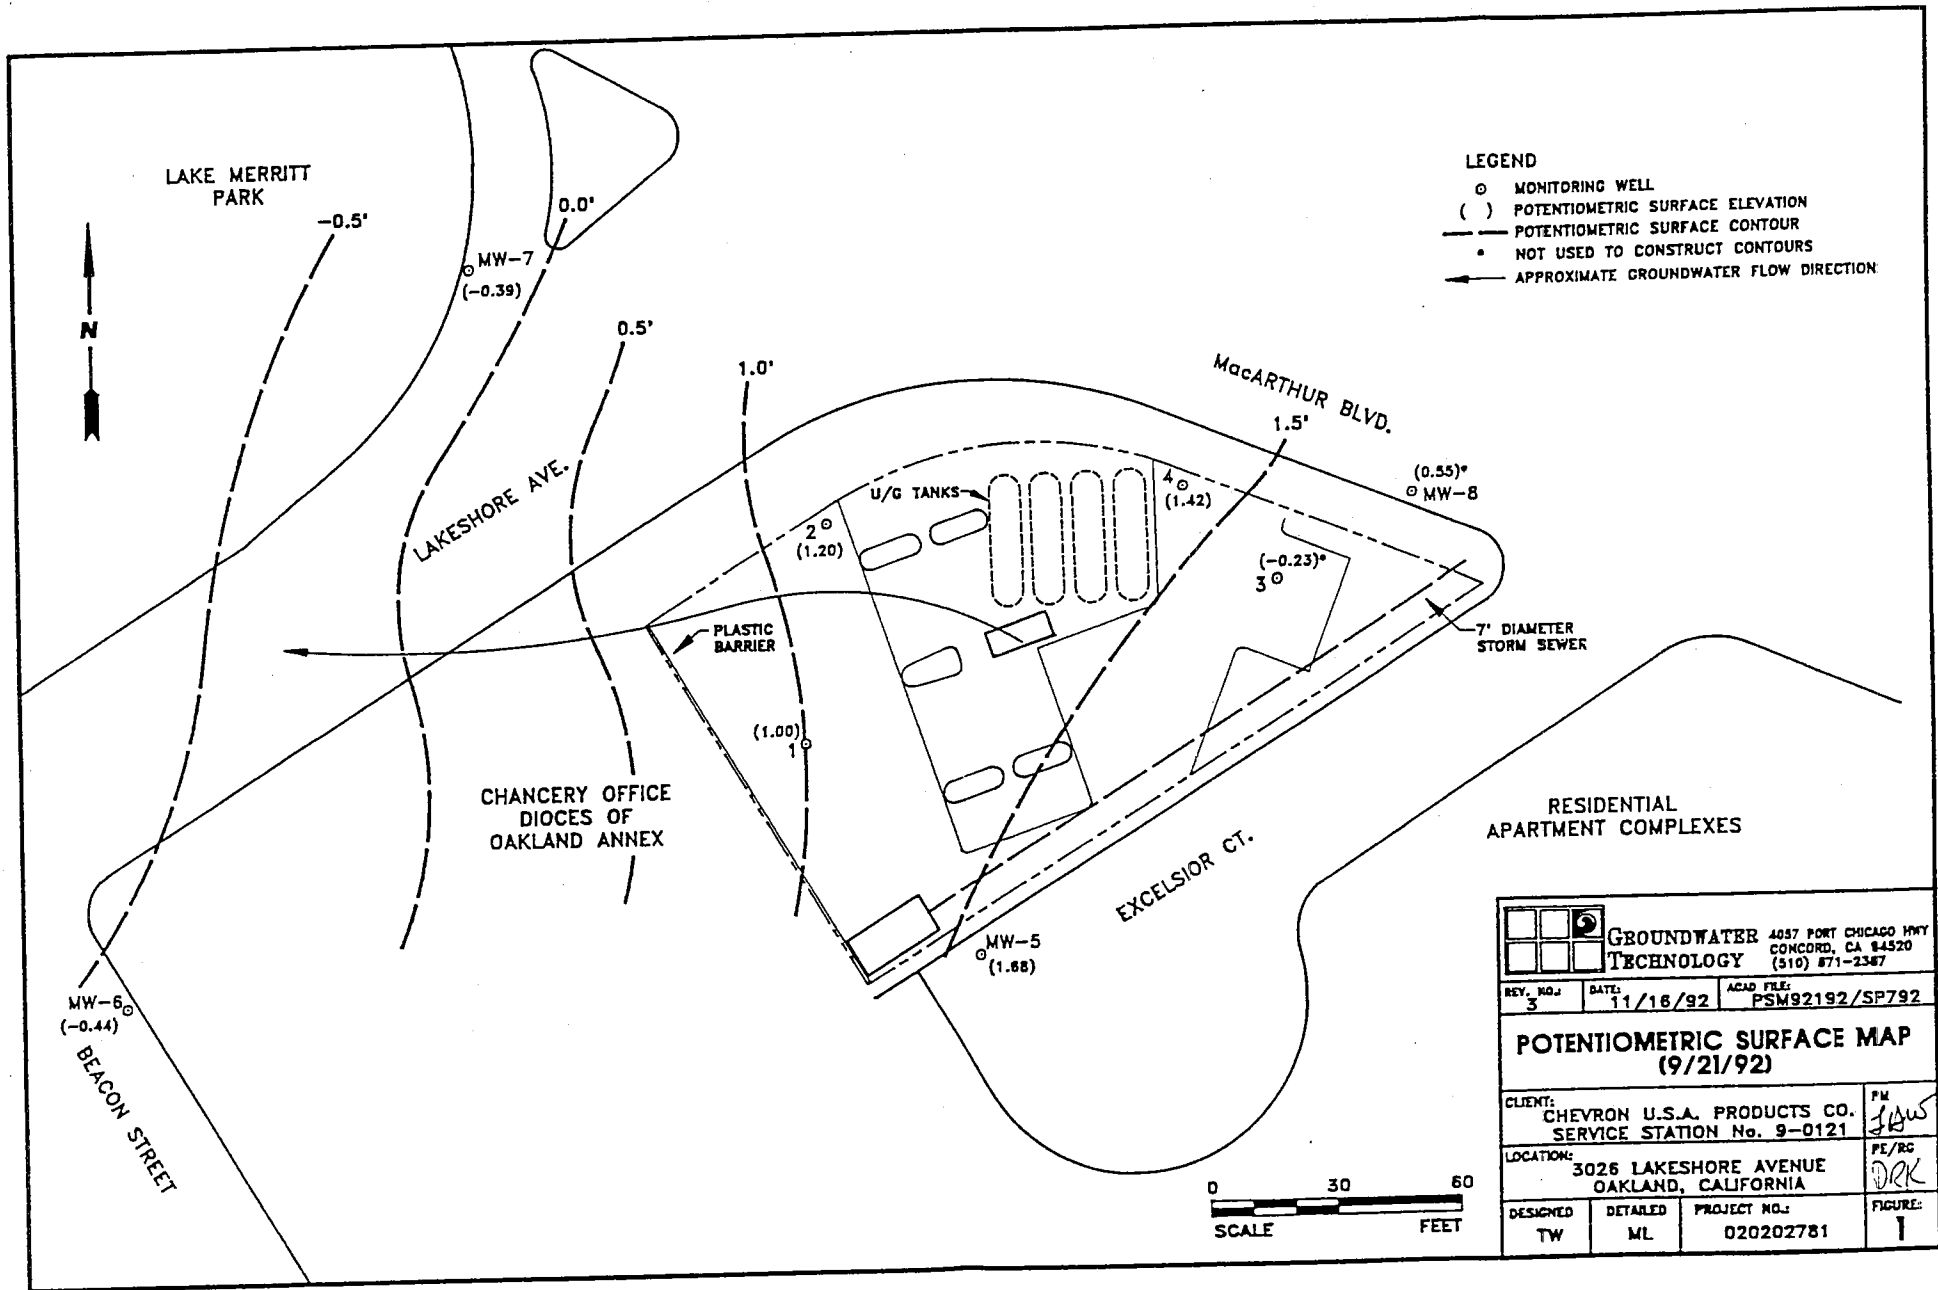 LAKE MERRITT
PARK
N
-0.5'
0.0'
MW-7
(-0.39)
0.5'
1.0'
LEGEND
MONITORING WELL
( ) POTENTIOMETRIC SURFACE ELEVATION
POTENTIOMETRIC SURFACE CONTOUR
* NOT USED TO CONSTRUCT CONTOURS
APPROXIMATE GROUNDWATER FLOW DIRECTION
MacARTHUR BLVD.
1.5'
(0.55)*
MW-8
LAKESHORE AVE.
U/G TANKS
4
(1.42)
2
(1.20)
(-0.23)*
3
PLASTIC
BARRIER
7' DIAMETER
STORM SEWER
(1.00)
1
CHANCERY OFFICE
DIOCES OF
OAKLAND ANNEX
RESIDENTIAL
APARTMENT COMPLEXES
EXCELSIOR CT.
MW-5
(1.68)
MW-6
(-0.44)
BEACON STREET
0 30 60
SCALE FEET
GROUNDWATER
TECHNOLOGY
4057 PORT CHICAGO HWY
CONCORD, CA 94520
(510) 671-2387
REV. NO.:
3
DATE:
11/16/92
ACAD FILE:
PSM92192/SP792
POTENTIOMETRIC SURFACE MAP
(9/21/92)
CLIENT:
CHEVRON U.S.A. PRODUCTS CO.
SERVICE STATION No. 9-0121
PM
LOCATION:
3026 LAKESHORE AVENUE
OAKLAND, CALIFORNIA
PE/RG
DRK
DESIGNED
TW
DETAILED
ML
PROJECT NO.:
020202781
FIGURE:
1